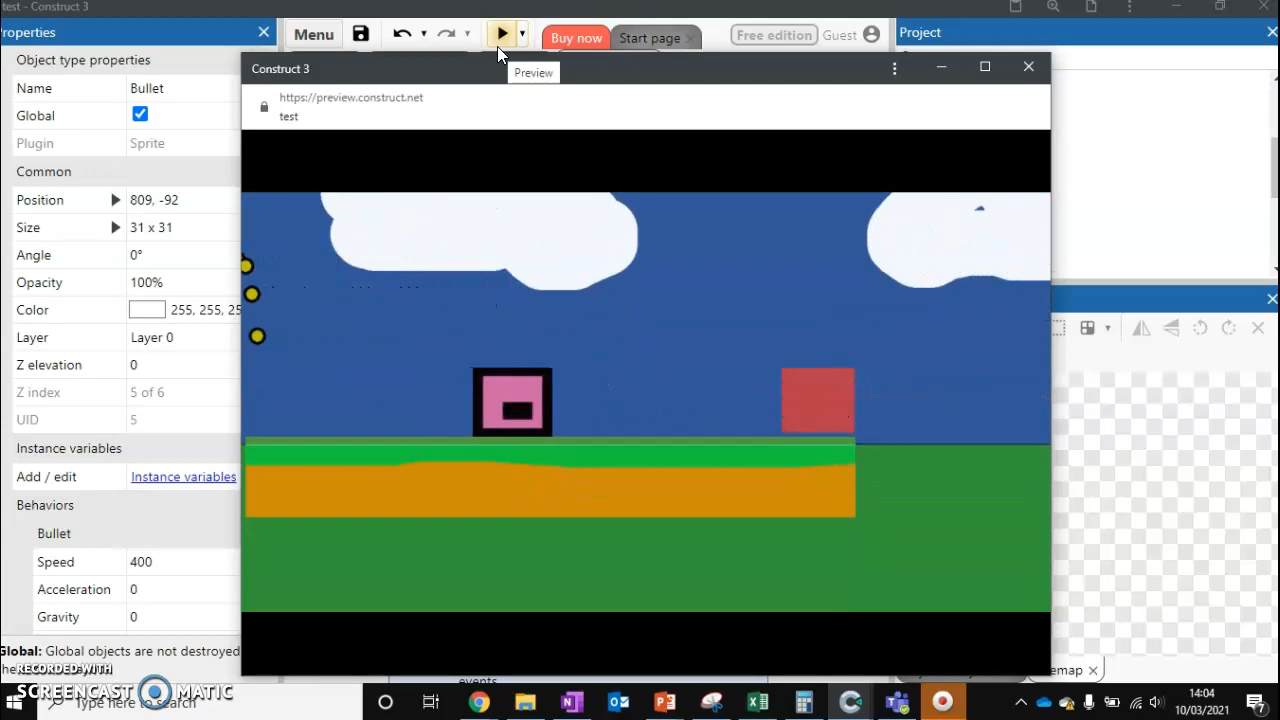 test - Construct 3
Properties
Menu
Buy now
Start page
Free edition
Guest
Project
Construct 3
Preview
https://preview.construct.net
test
Object type properties
Name Bullet
Global
Plugin Sprite
Common
Position 809, -92
Size 31 x 31
Angle 0°
Opacity 100%
Color 255, 255, 25
Layer Layer 0
Z elevation 0
Z index 5 of 6
UID 5
Instance variables
Add / edit Instance variables
Behaviors
Bullet
Speed 400
Acceleration 0
Gravity 0
Global: Global objects are not destroyed
RECORDED WITH
SCREENCAST MATIC
events
emap
Type here to search
14:04
10/03/2021
7